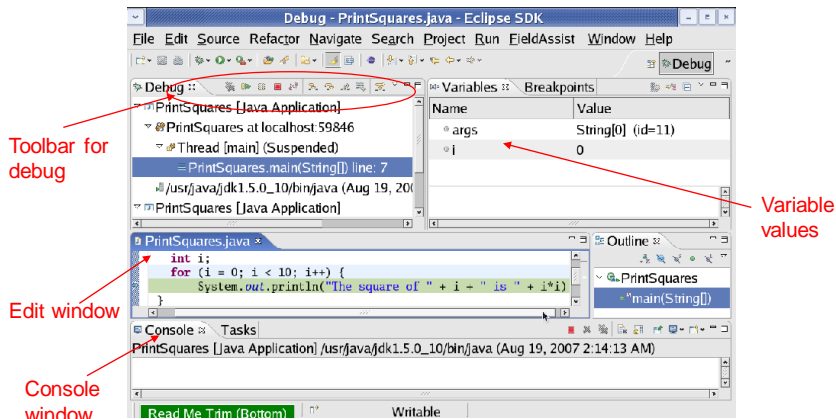 Debug - PrintSquares.java - Eclipse SDK
File Edit Source Refactor Navigate Search Project Run FieldAssist Window Help
Debug
Debug
Variables Breakpoints
PrintSquares [Java Application]
PrintSquares at localhost:59846
Thread [main] (Suspended)
PrintSquares.main(String[]) line: 7
/usr/java/jdk1.5.0_10/bin/java (Aug 19, 200
PrintSquares [Java Application]
Name Value
args String[0] (id=11)
i 0
Toolbar for
debug
Variable
values
PrintSquares.java
int i;
for (i = 0; i < 10; i++) {
System.out.println("The square of " + i + " is " + i*i)
}
Outline
PrintSquares
main(String[])
Edit window
Console Tasks
PrintSquares [Java Application] /usr/java/jdk1.5.0_10/bin/java (Aug 19, 2007 2:14:13 AM)
Console
window
Read Me Trim (Bottom) Writable